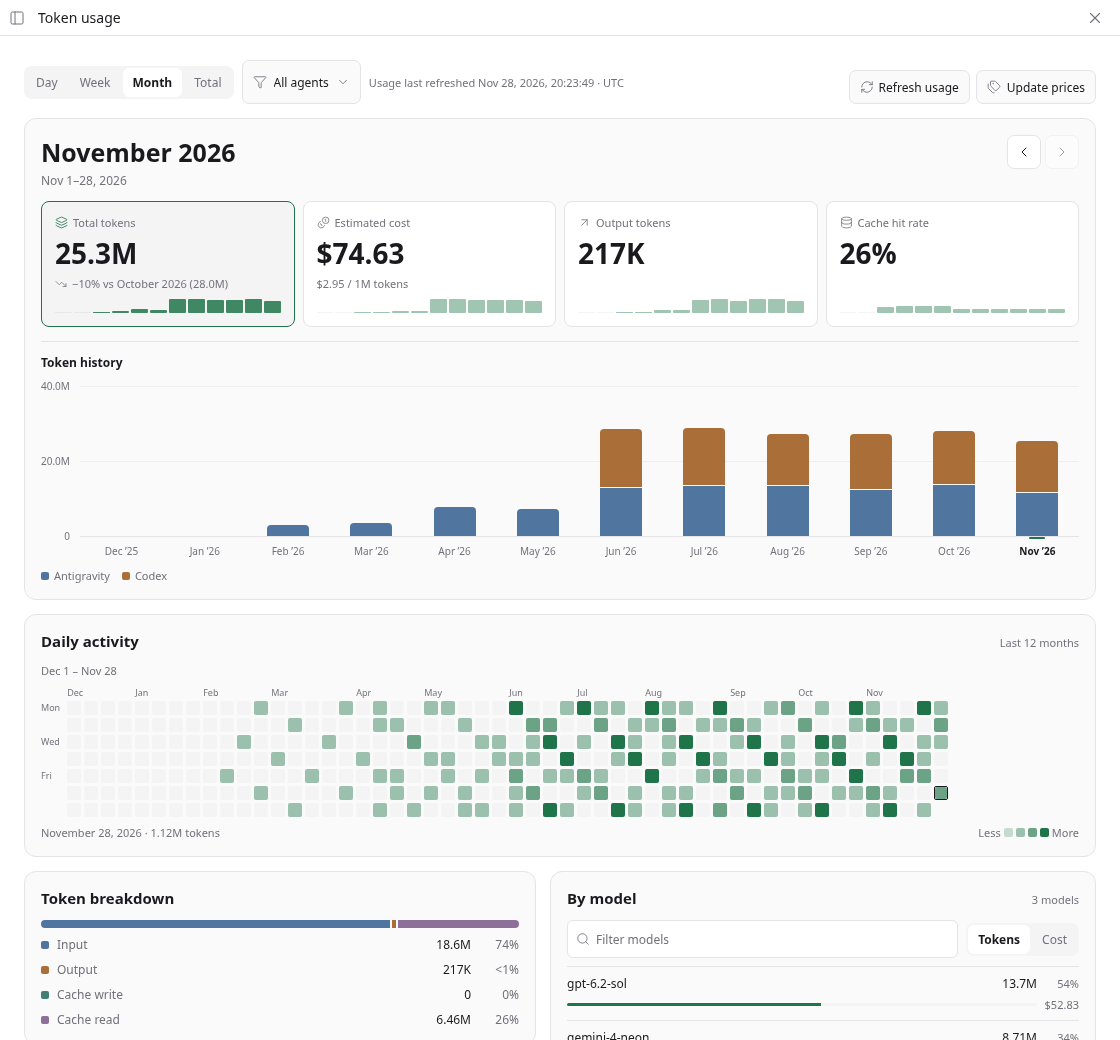 Token usage
Day Week Month Total All agents Usage last refreshed Nov 28, 2026, 20:23:49 · UTC Refresh usage Update prices
November 2026
Nov 1–28, 2026
Total tokens Estimated cost Output tokens Cache hit rate
25.3M $74.63 217K 26%
−10% vs October 2026 (28.0M) $2.95 / 1M tokens
Token history
40.0M
20.0M
0
Dec ’25 Jan ’26 Feb ’26 Mar ’26 Apr ’26 May ’26 Jun ’26 Jul ’26 Aug ’26 Sep ’26 Oct ’26 Nov ’26
Antigravity Codex
Daily activity Last 12 months
Dec 1 – Nov 28
Dec Jan Feb Mar Apr May Jun Jul Aug Sep Oct Nov
Mon
Wed
Fri
November 28, 2026 · 1.12M tokens Less More
Token breakdown
Input 18.6M 74%
Output 217K <1%
Cache write 0 0%
Cache read 6.46M 26%
By model 3 models
Filter models Tokens Cost
gpt-6.2-sol 13.7M 54%
$52.83
gemini-4-neon 8.71M 34%